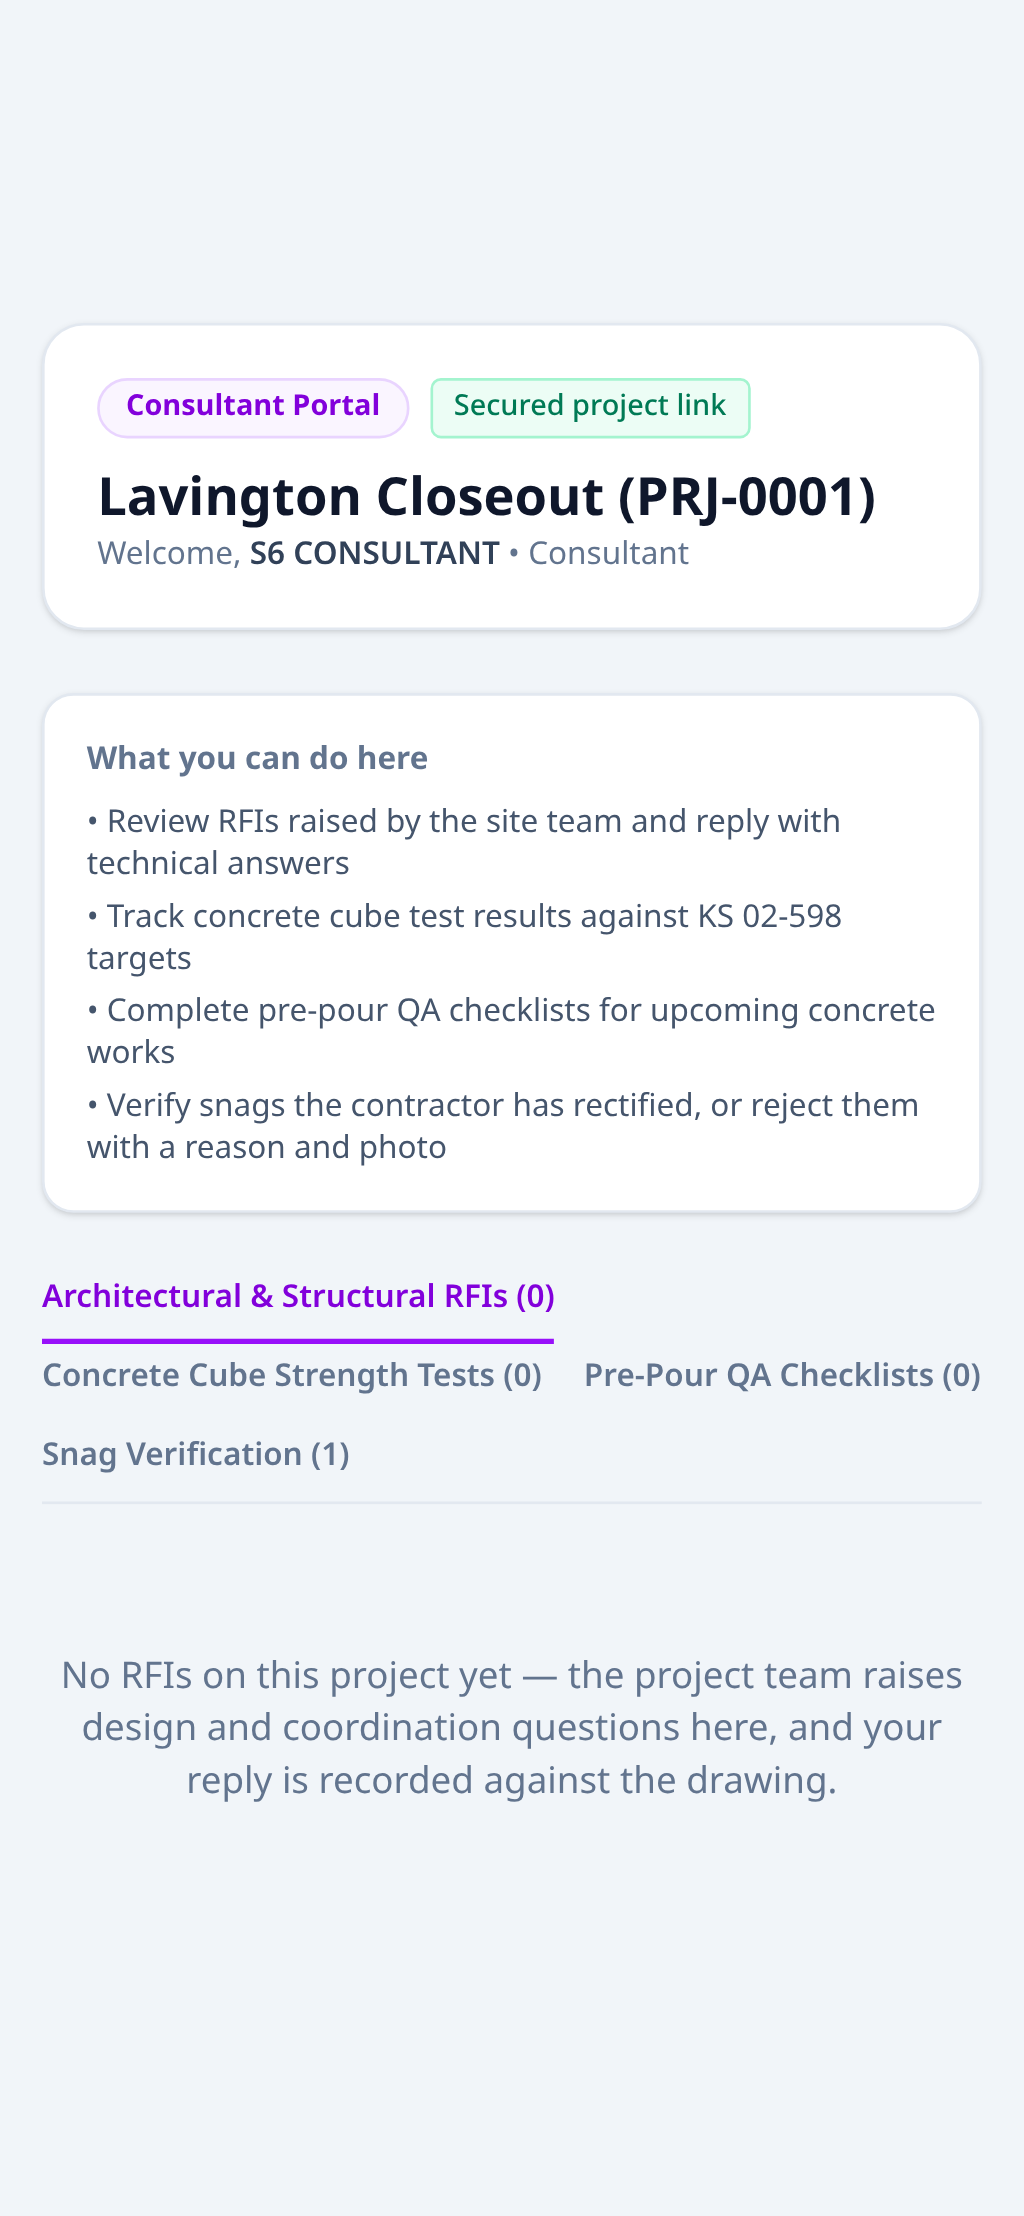 Consultant Portal
Secured project link
Lavington Closeout (PRJ-0001)
Welcome, S6 CONSULTANT • Consultant
What you can do here
• Review RFIs raised by the site team and reply with
technical answers
• Track concrete cube test results against KS 02-598
targets
• Complete pre-pour QA checklists for upcoming concrete
works
• Verify snags the contractor has rectified, or reject them
with a reason and photo
Architectural & Structural RFIs (0)
Concrete Cube Strength Tests (0) Pre-Pour QA Checklists (0)
Snag Verification (1)
No RFIs on this project yet — the project team raises
design and coordination questions here, and your
reply is recorded against the drawing.